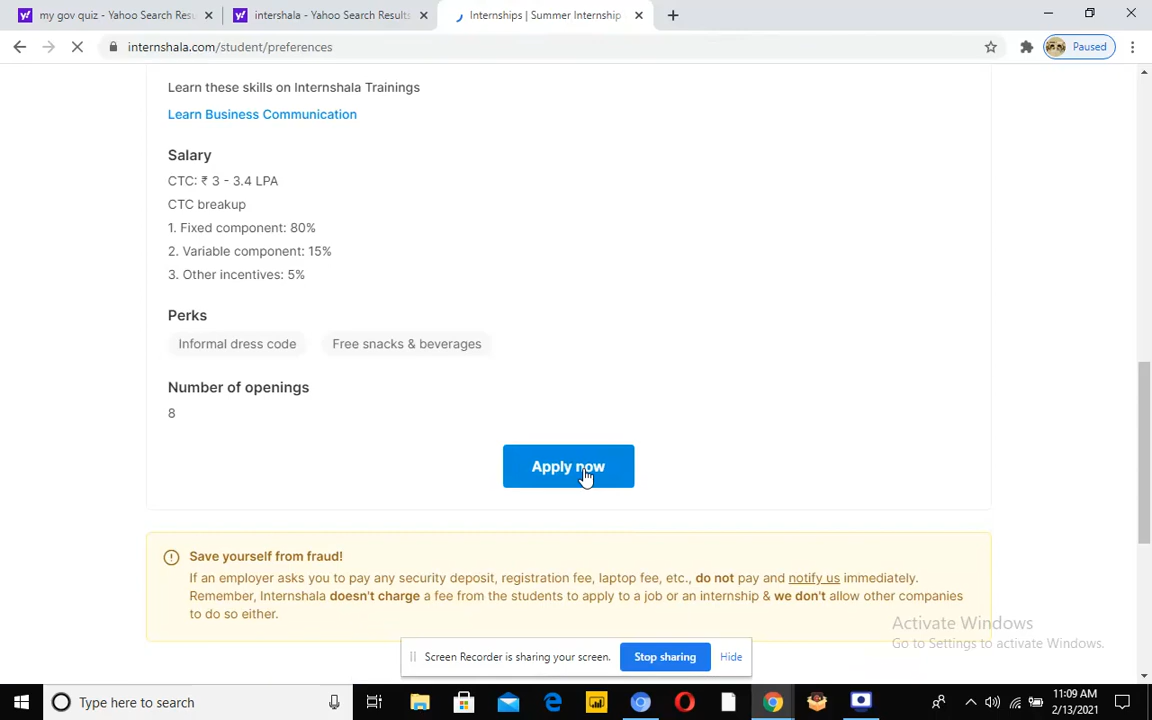 my gov quiz - Yahoo Search Resu
intershala - Yahoo Search Results
Internships | Summer Internship
internshala.com/student/preferences
Paused
Learn these skills on Internshala Trainings
Learn Business Communication
Salary
CTC: ₹ 3 - 3.4 LPA
CTC breakup
1. Fixed component: 80%
2. Variable component: 15%
3. Other incentives: 5%
Perks
Informal dress code
Free snacks & beverages
Number of openings
8
Apply now
Save yourself from fraud!
If an employer asks you to pay any security deposit, registration fee, laptop fee, etc., do not pay and notify us immediately.
Remember, Internshala doesn't charge a fee from the students to apply to a job or an internship & we don't allow other companies
to do so either.
Activate Windows
Go to Settings to activate Windows.
Screen Recorder is sharing your screen.
Stop sharing
Hide
Type here to search
11:09 AM
2/13/2021